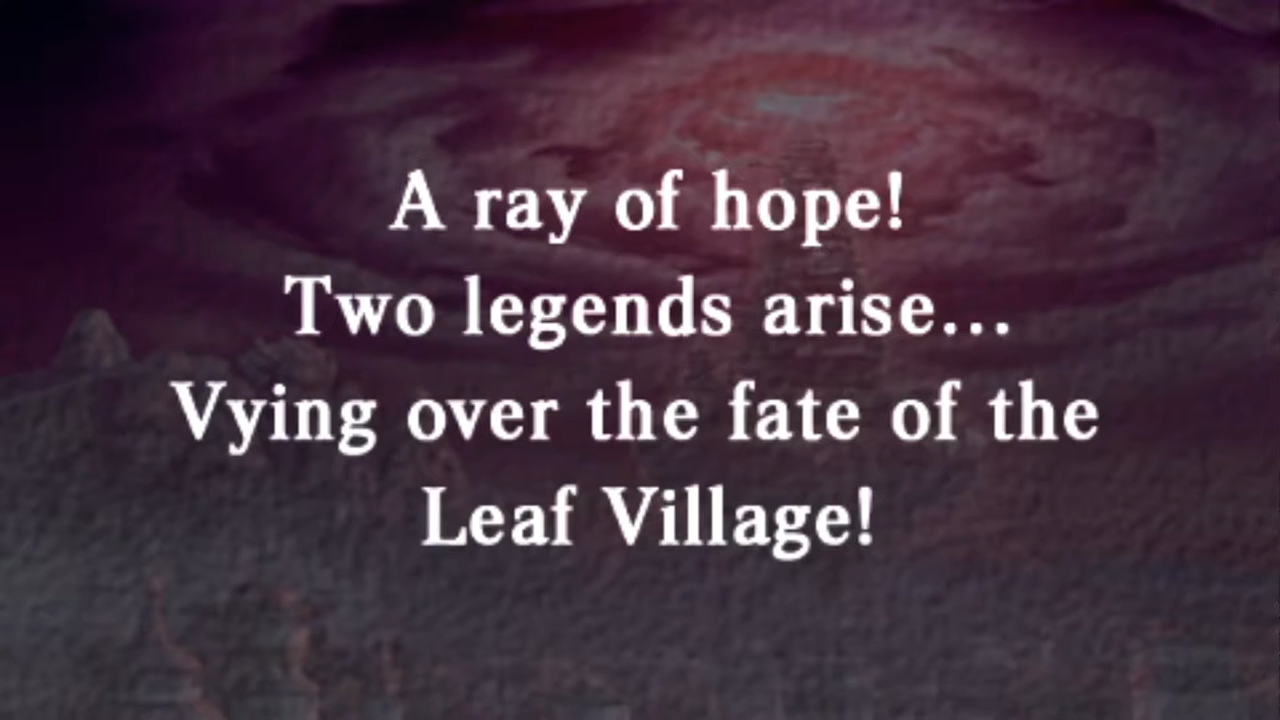 A ray of hope!
Two legends arise...
Vying over the fate of the
Leaf Village!